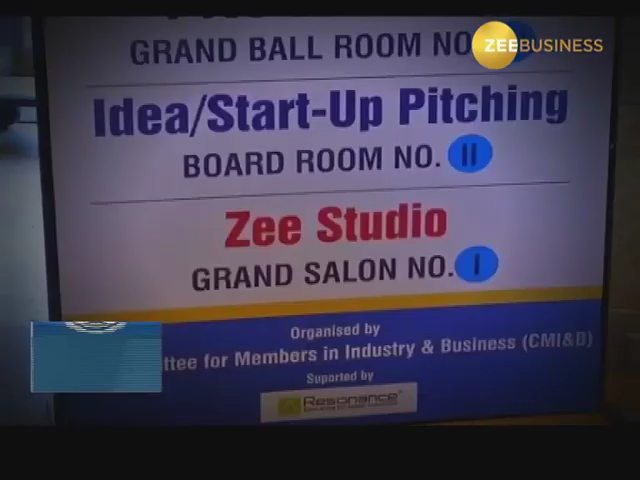 GRAND BALL ROOM NO
ZEEBUSINESS
Idea/Start-Up Pitching
BOARD ROOM NO. II
Zee Studio
GRAND SALON NO. I
Organised by
ttee for Members in Industry & Business (CMI&B)
Suported by
Resonance